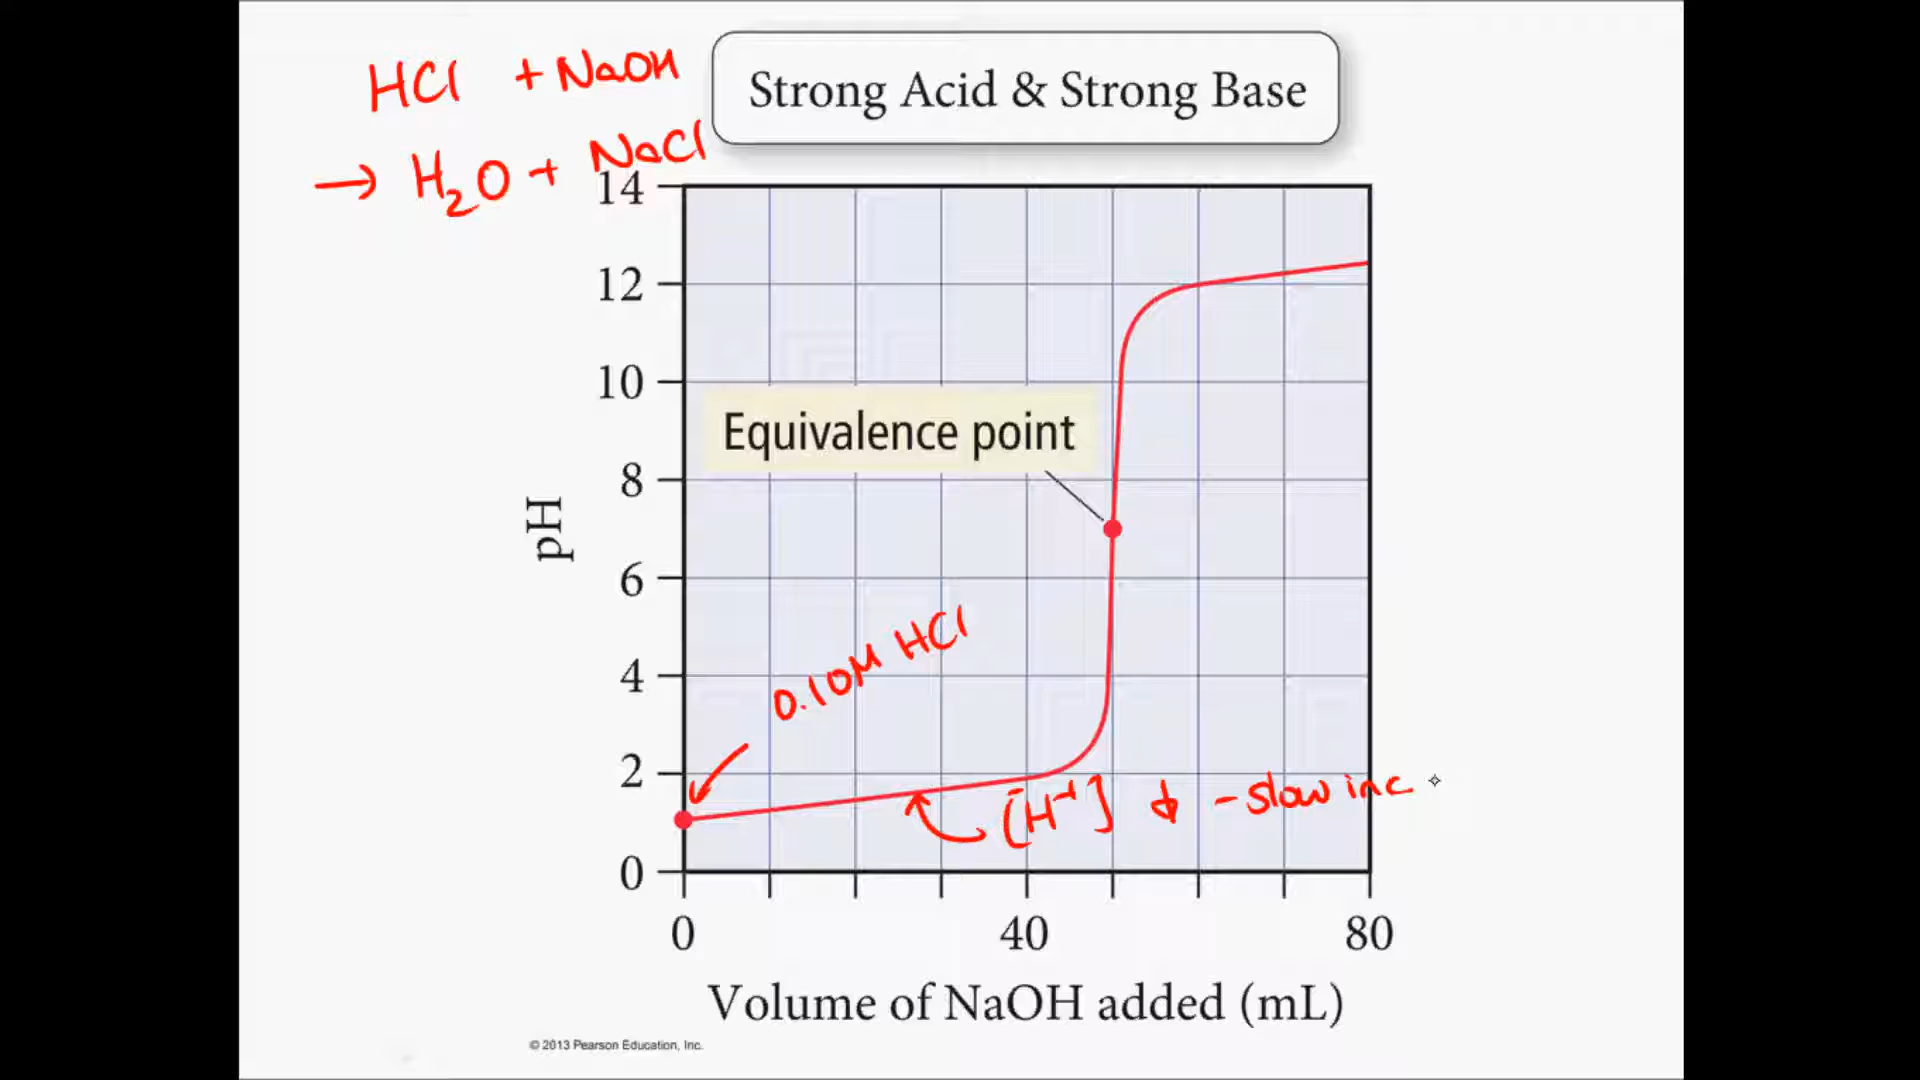 HCl + NaOH
→ H₂O + NaCl
Strong Acid & Strong Base
14
12
10
8
6
4
2
0
pH
Equivalence point
0.10M HCl
[H⁺] ↓ - slow inc
0
40
80
Volume of NaOH added (mL)
© 2013 Pearson Education, Inc.